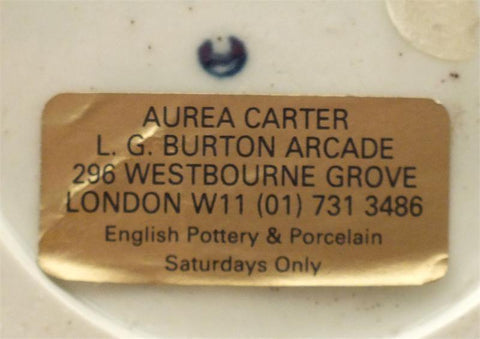 AUREA CARTER
L. G. BURTON ARCADE
296 WESTBOURNE GROVE
LONDON W11 (01) 731 3486
English Pottery & Porcelain
Saturdays Only